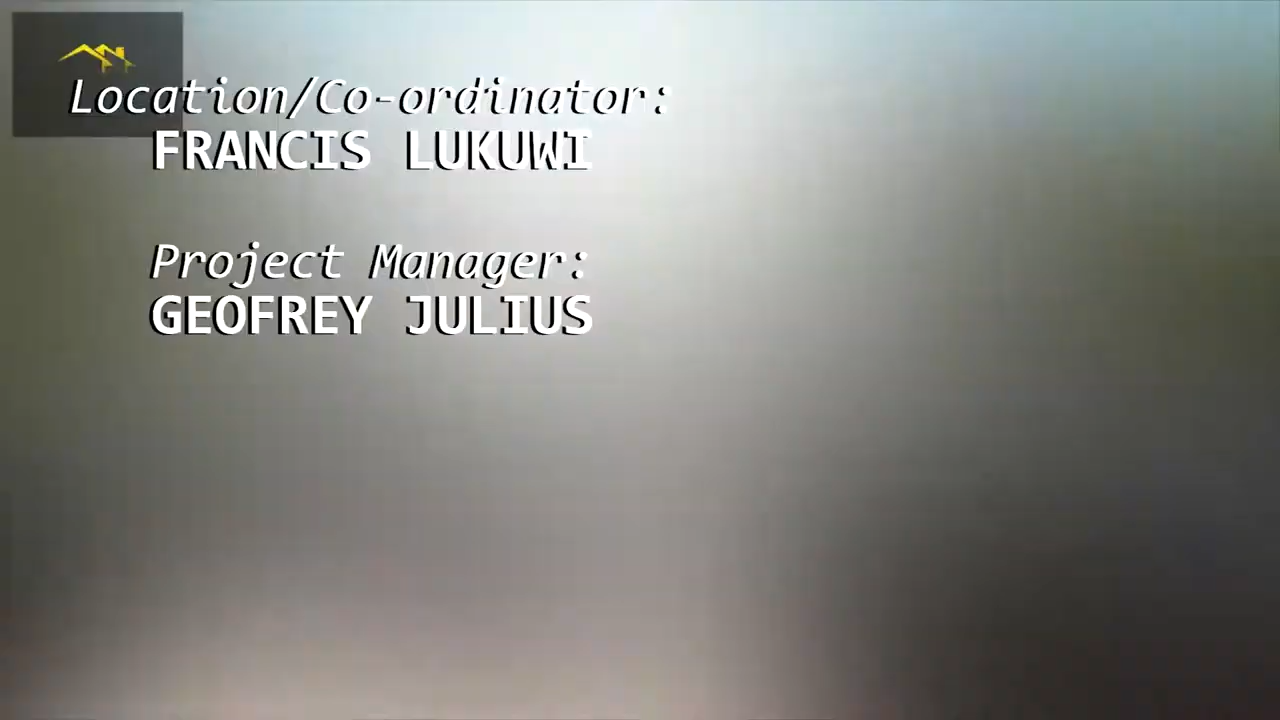 Location/Co-ordinator:
FRANCIS LUKUWI
Project Manager:
GEOFREY JULIUS